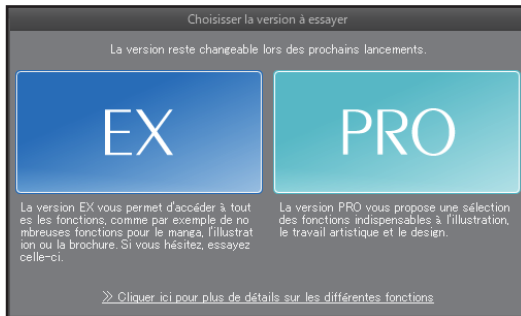 Choisisser la version à essayer
La version reste changeable lors des prochains lancements.
EX
PRO
La version EX vous permet d'accéder à tout
es les fonctions, comme par exemple de no
mbreuses fonctions pour le manga, l'illustrat
ion ou la brochure. Si vous hésitez, essayez
celle-ci.
La version PRO vous propose une sélection
des fonctions indispensables à l'illustration,
le travail artistique et le design.
≫ Cliquer ici pour plus de détails sur les différentes fonctions